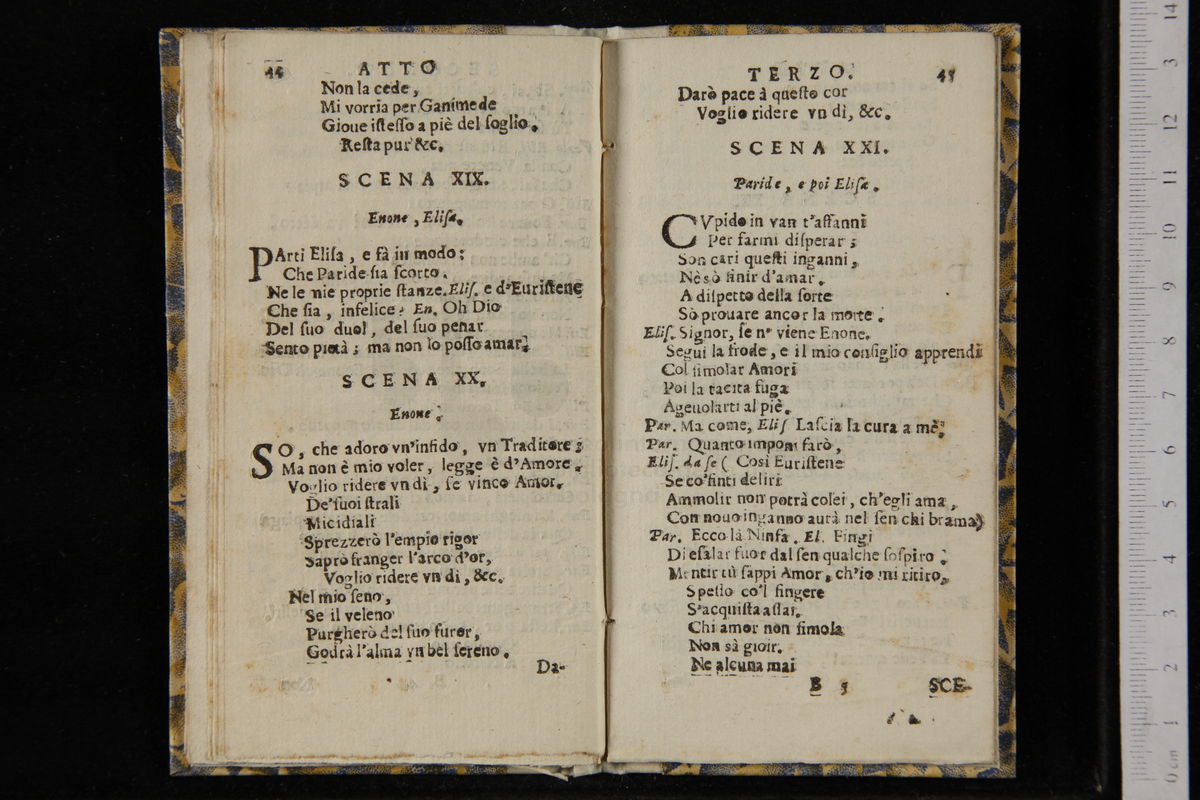 44 ATTO
Non la cede,
Mi vorria per Ganimede
Gioue iſteſſo a piè del ſoglio.
Reſta pur &c.
SCENA XIX.
Enone, Eliſa.
PArti Eliſa, e fà in modo;
Che Paride ſia ſcorto.
Ne le mie proprie ſtanze. Eliſ. e d'Euriſtene
Che ſia, infelice? En. Oh Dio
Del ſuo duol, del ſuo penar
Sento pietà; ma non lo poſſo amar.
SCENA XX.
Enone.
SO, che adoro vn'infido, vn Traditore;
Ma non è mio voler, legge è d'Amore.
Voglio ridere vn dì, ſe vinco Amor.
De'ſuoi ſtrali
Micidiali
Sprezzerò l'empio rigor
Saprò franger l'arco d'or,
Voglio ridere vn dì, &c.
Nel mio ſeno,
Se il veleno
Purgherò del ſuo furor,
Godrà l'alma vn bel ſereno.
Da-
TERZO. 45
Darò pace à queſto cor
Voglio ridere vn dì, &c.
SCENA XXI.
Paride, e poi Eliſa.
CVpido in van t'affanni
Per farmi diſperar;
Son cari queſti inganni,
Nè sò finir d'amar.
A diſpetto della ſorte
Sò prouare ancor la morte.
Eliſ. Signor, ſe n' viene Enone.
Segui la frode, e il mio conſiglio apprendi
Col ſimolar Amori
Poi la tacita fuga
Ageuolarti al piè.
Par. Ma come, Eliſ Laſcia la cura a mè.
Par. Quanto imponi farò,
Eliſ. da ſe ( Così Euriſtene
Se co'finti deliri
Ammolir non potrà colei, ch'egli ama,
Con nouo inganno aurà nel ſen chi brama)
Par. Ecco là Ninfa. El. Fingi
Di eſalar fuor dal ſen qualche ſoſpiro.
Mentir tù ſappi Amor, ch'io mi ritiro.
Speſſo co'l fingere
S'acquiſta aſſai.
Chi amor non ſimola
Non sà gioir.
Ne alcuna mai
B 5 SCE-